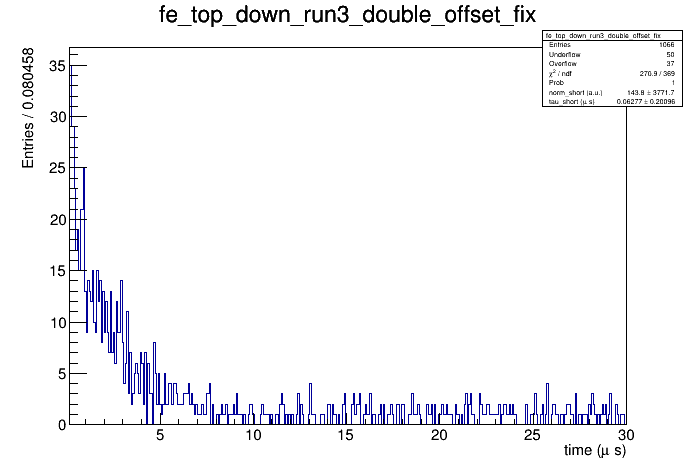 fe_top_down_run3_double_offset_fix
fe_top_down_run3_double_offset_fix
Entries 1066
Underflow 50
Overflow 37
χ² / ndf 270.9 / 369
Prob 1
norm_short (a.u.) 143.8 ± 3771.7
tau_short (μ s) 0.06277 ± 0.20096
Entries / 0.080458
35
30
25
20
15
10
5
0
5 10 15 20 25 30
time (μ s)